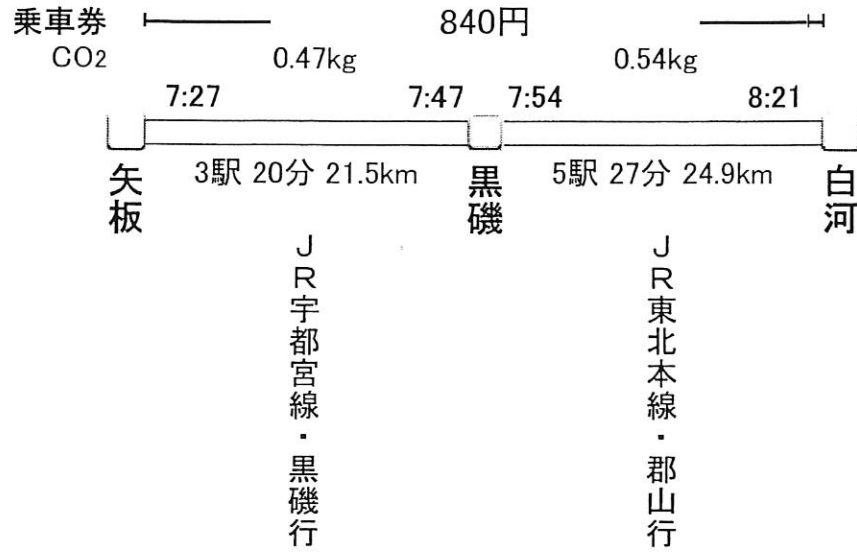 乗車券 840円
CO2 0.47kg 0.54kg
7:27 7:47 7:54 8:21
3駅 20分 21.5km 5駅 27分 24.9km
矢板
黒磯
白河
JR宇都宮線・黒磯行
JR東北本線・郡山行